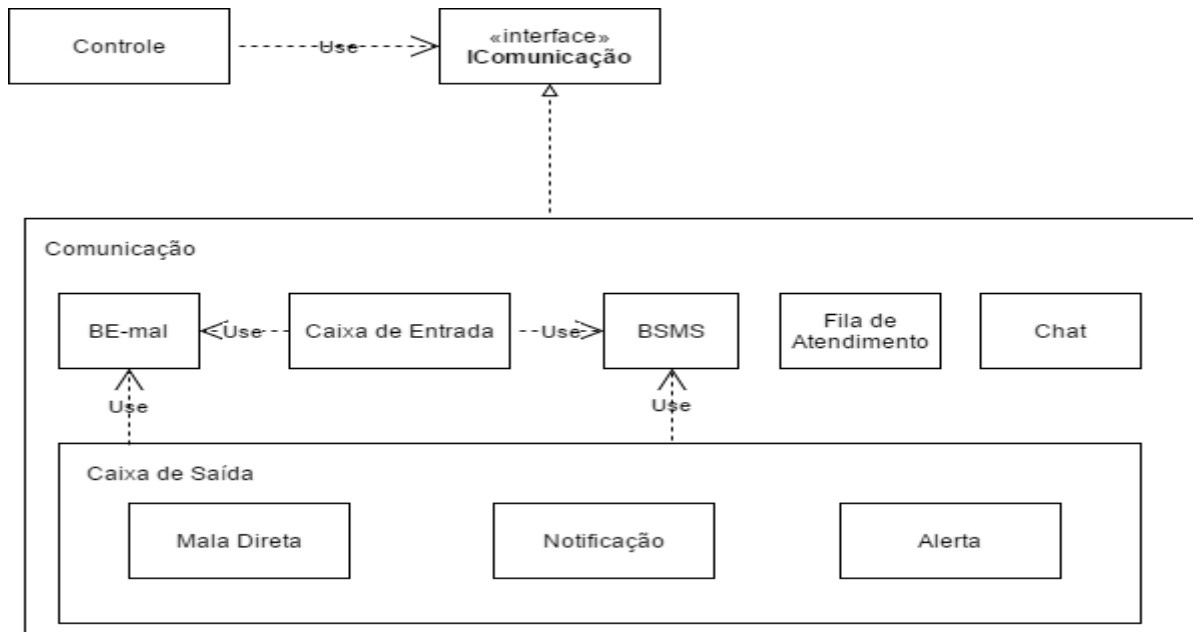 Controle
Use
«interface»
IComunicação
Comunicação
BE-mal
Use
Caixa de Entrada
Use
BSMS
Fila de
Atendimento
Chat
Use
Use
Caixa de Saída
Mala Direta
Notificação
Alerta